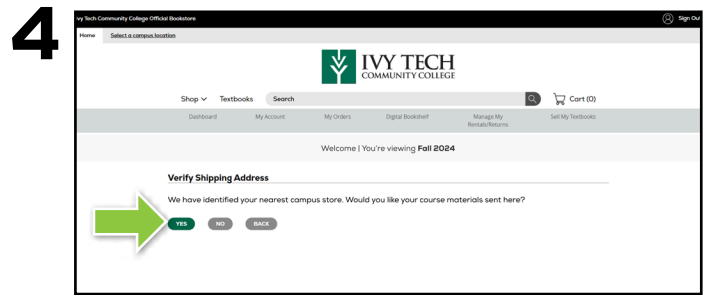 4
Ivy Tech Community College Official Bookstore
Sign Out
Home Select a campus location
IVY TECH
COMMUNITY COLLEGE
Shop Textbooks Search Cart (0)
Dashboard My Account My Orders Digital Bookshelf Manage My Rentals/Returns Sell My Textbooks
Welcome | You're viewing Fall 2024
Verify Shipping Address
We have identified your nearest campus store. Would you like your course materials sent here?
YES NO BACK